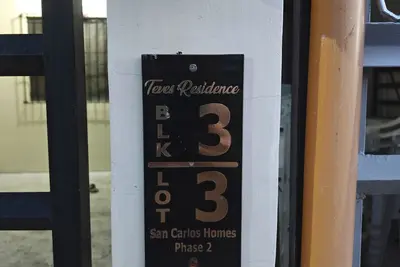 Teves Residence
BLK 3
LOT 3
San Carlos Homes
Phase 2